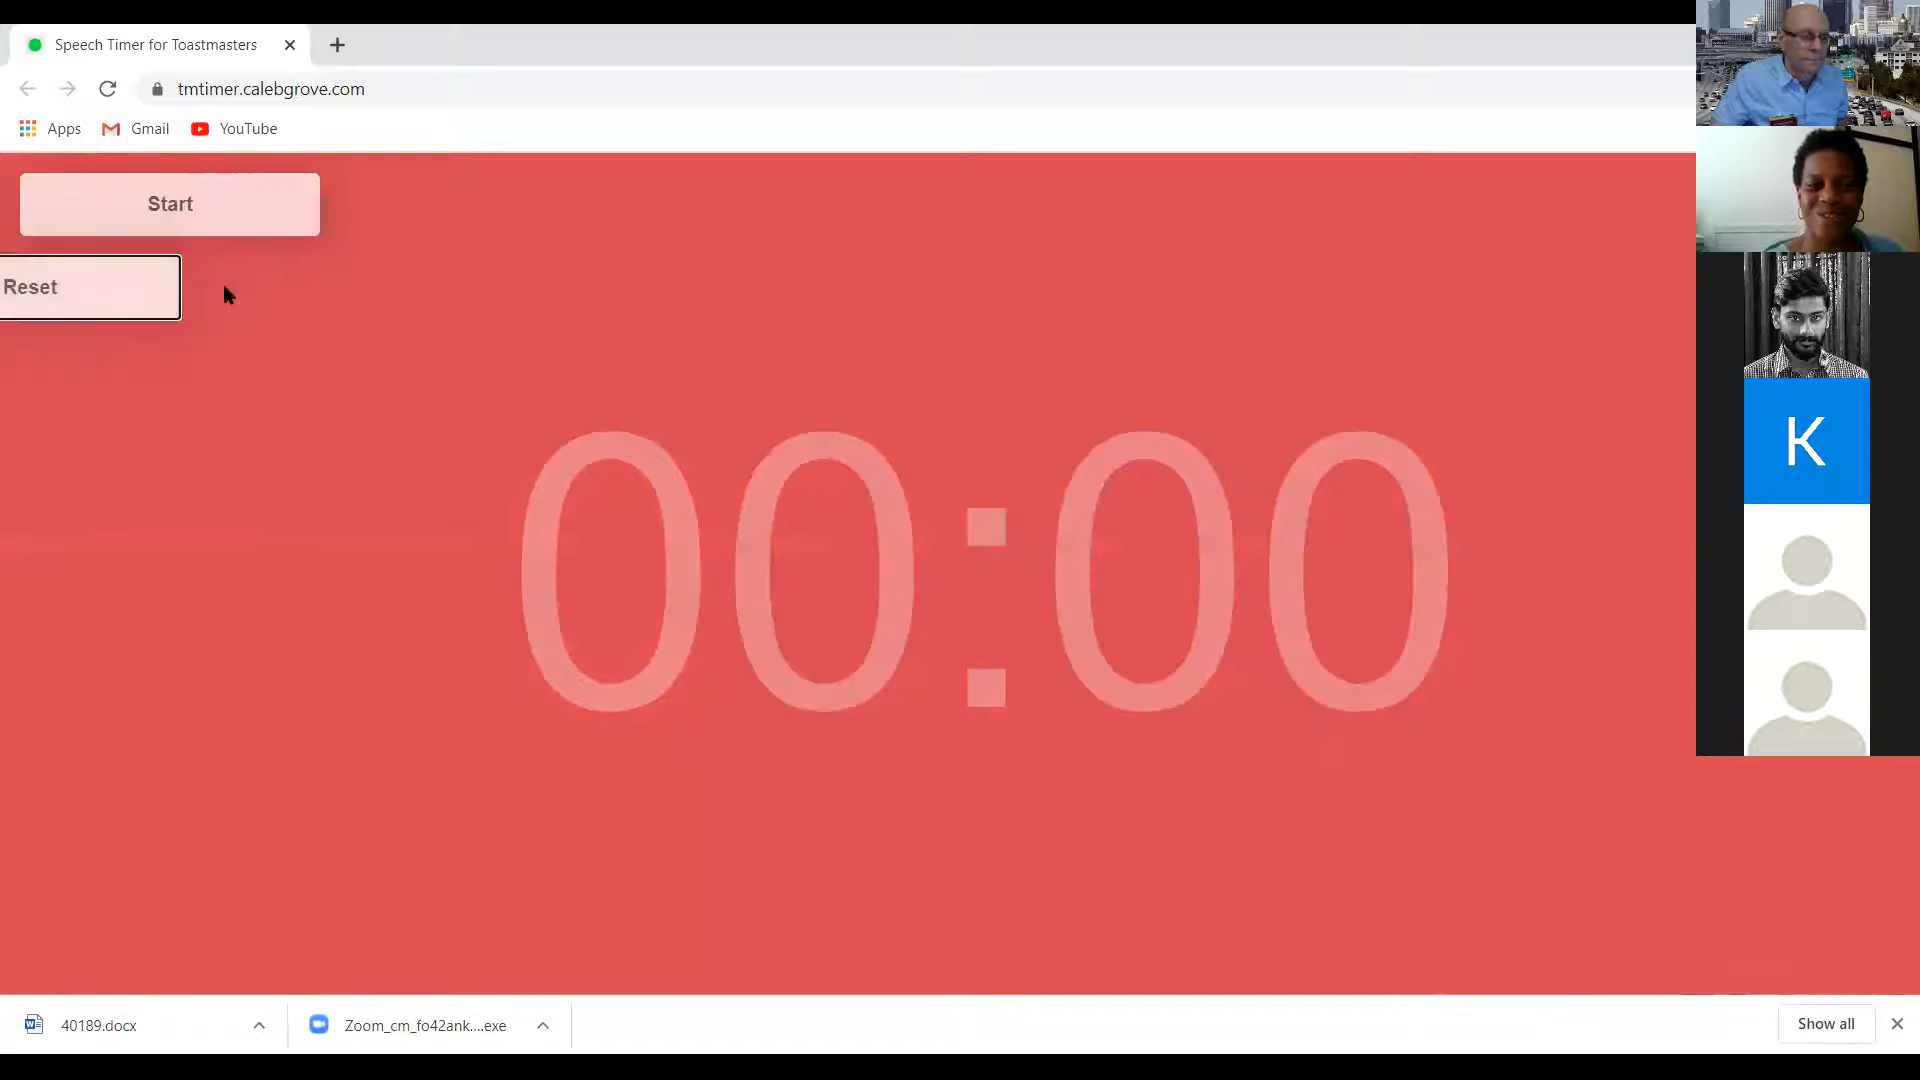 Speech Timer for Toastmasters
tmtimer.calebgrove.com
Apps Gmail YouTube
Start
Reset
00:00
K
40189.docx Zoom_cm_fo42ank....exe Show all